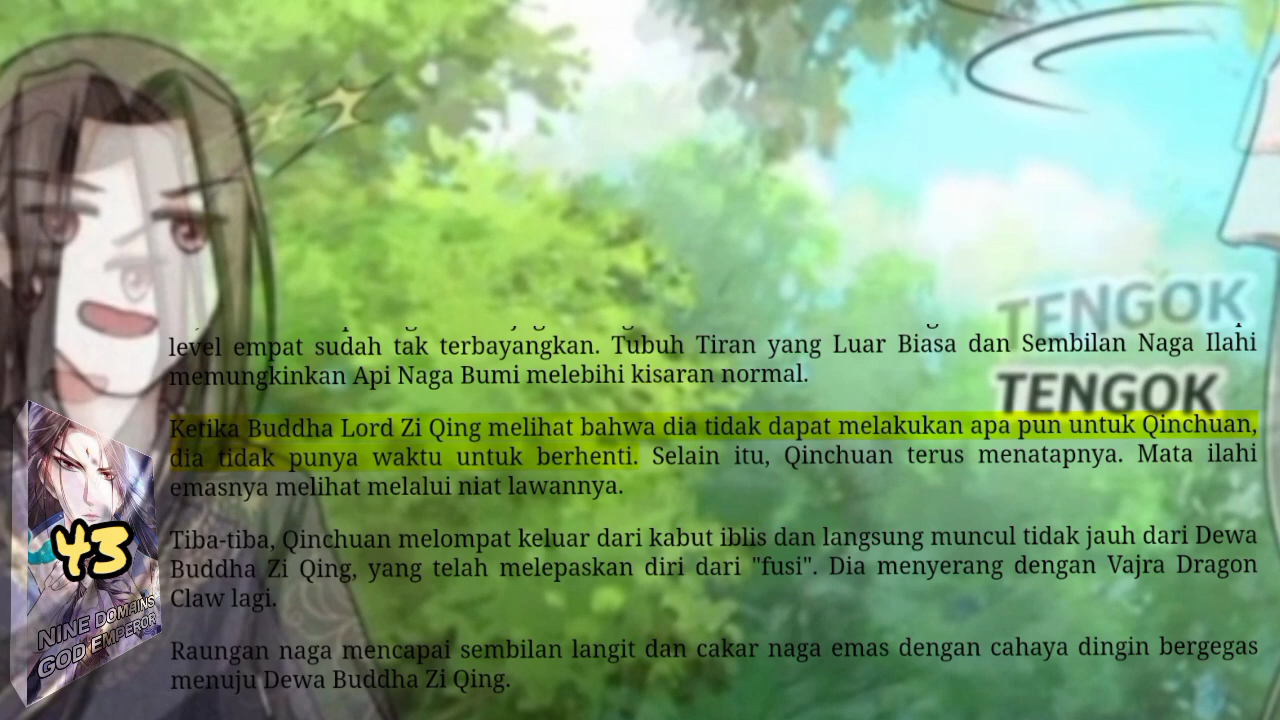 TENGOK
level empat sudah tak terbayangkan. Tubuh Tiran yang Luar Biasa dan Sembilan Naga Ilahi
memungkinkan Api Naga Bumi melebihi kisaran normal.
TENGOK
Ketika Buddha Lord Zi Qing melihat bahwa dia tidak dapat melakukan apa pun untuk Qinchuan,
dia tidak punya waktu untuk berhenti. Selain itu, Qinchuan terus menatapnya. Mata ilahi
emasnya melihat melalui niat lawannya.
Tiba-tiba, Qinchuan melompat keluar dari kabut iblis dan langsung muncul tidak jauh dari Dewa
Buddha Zi Qing, yang telah melepaskan diri dari "fusi". Dia menyerang dengan Vajra Dragon
Claw lagi.
Raungan naga mencapai sembilan langit dan cakar naga emas dengan cahaya dingin bergegas
menuju Dewa Buddha Zi Qing.
43
NINE DOMAINS
GOD EMPEROR